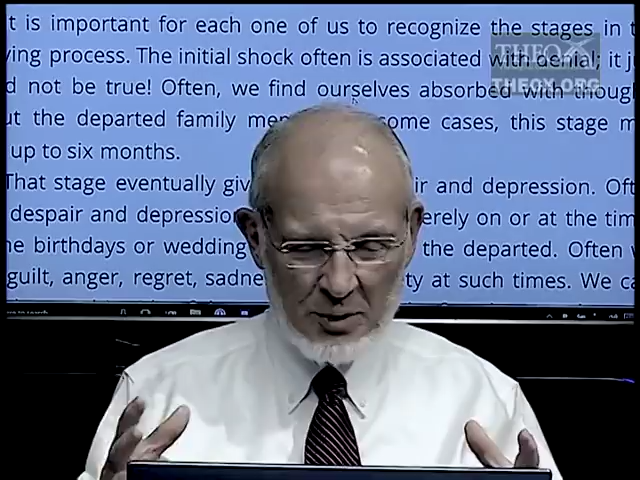 t is important for each one of us to recognize the stages in t
ying process. The initial shock often is associated with denial; it j
d not be true! Often, we find ourselves absorbed with though
ut the departed family me some cases, this stage m
up to six months.
That stage eventually giv ir and depression. Oft
despair and depression erely on or at the tim
he birthdays or wedding the departed. Often w
guilt, anger, regret, sadne ty at such times. We ca
THEOX
THEOX.ORG